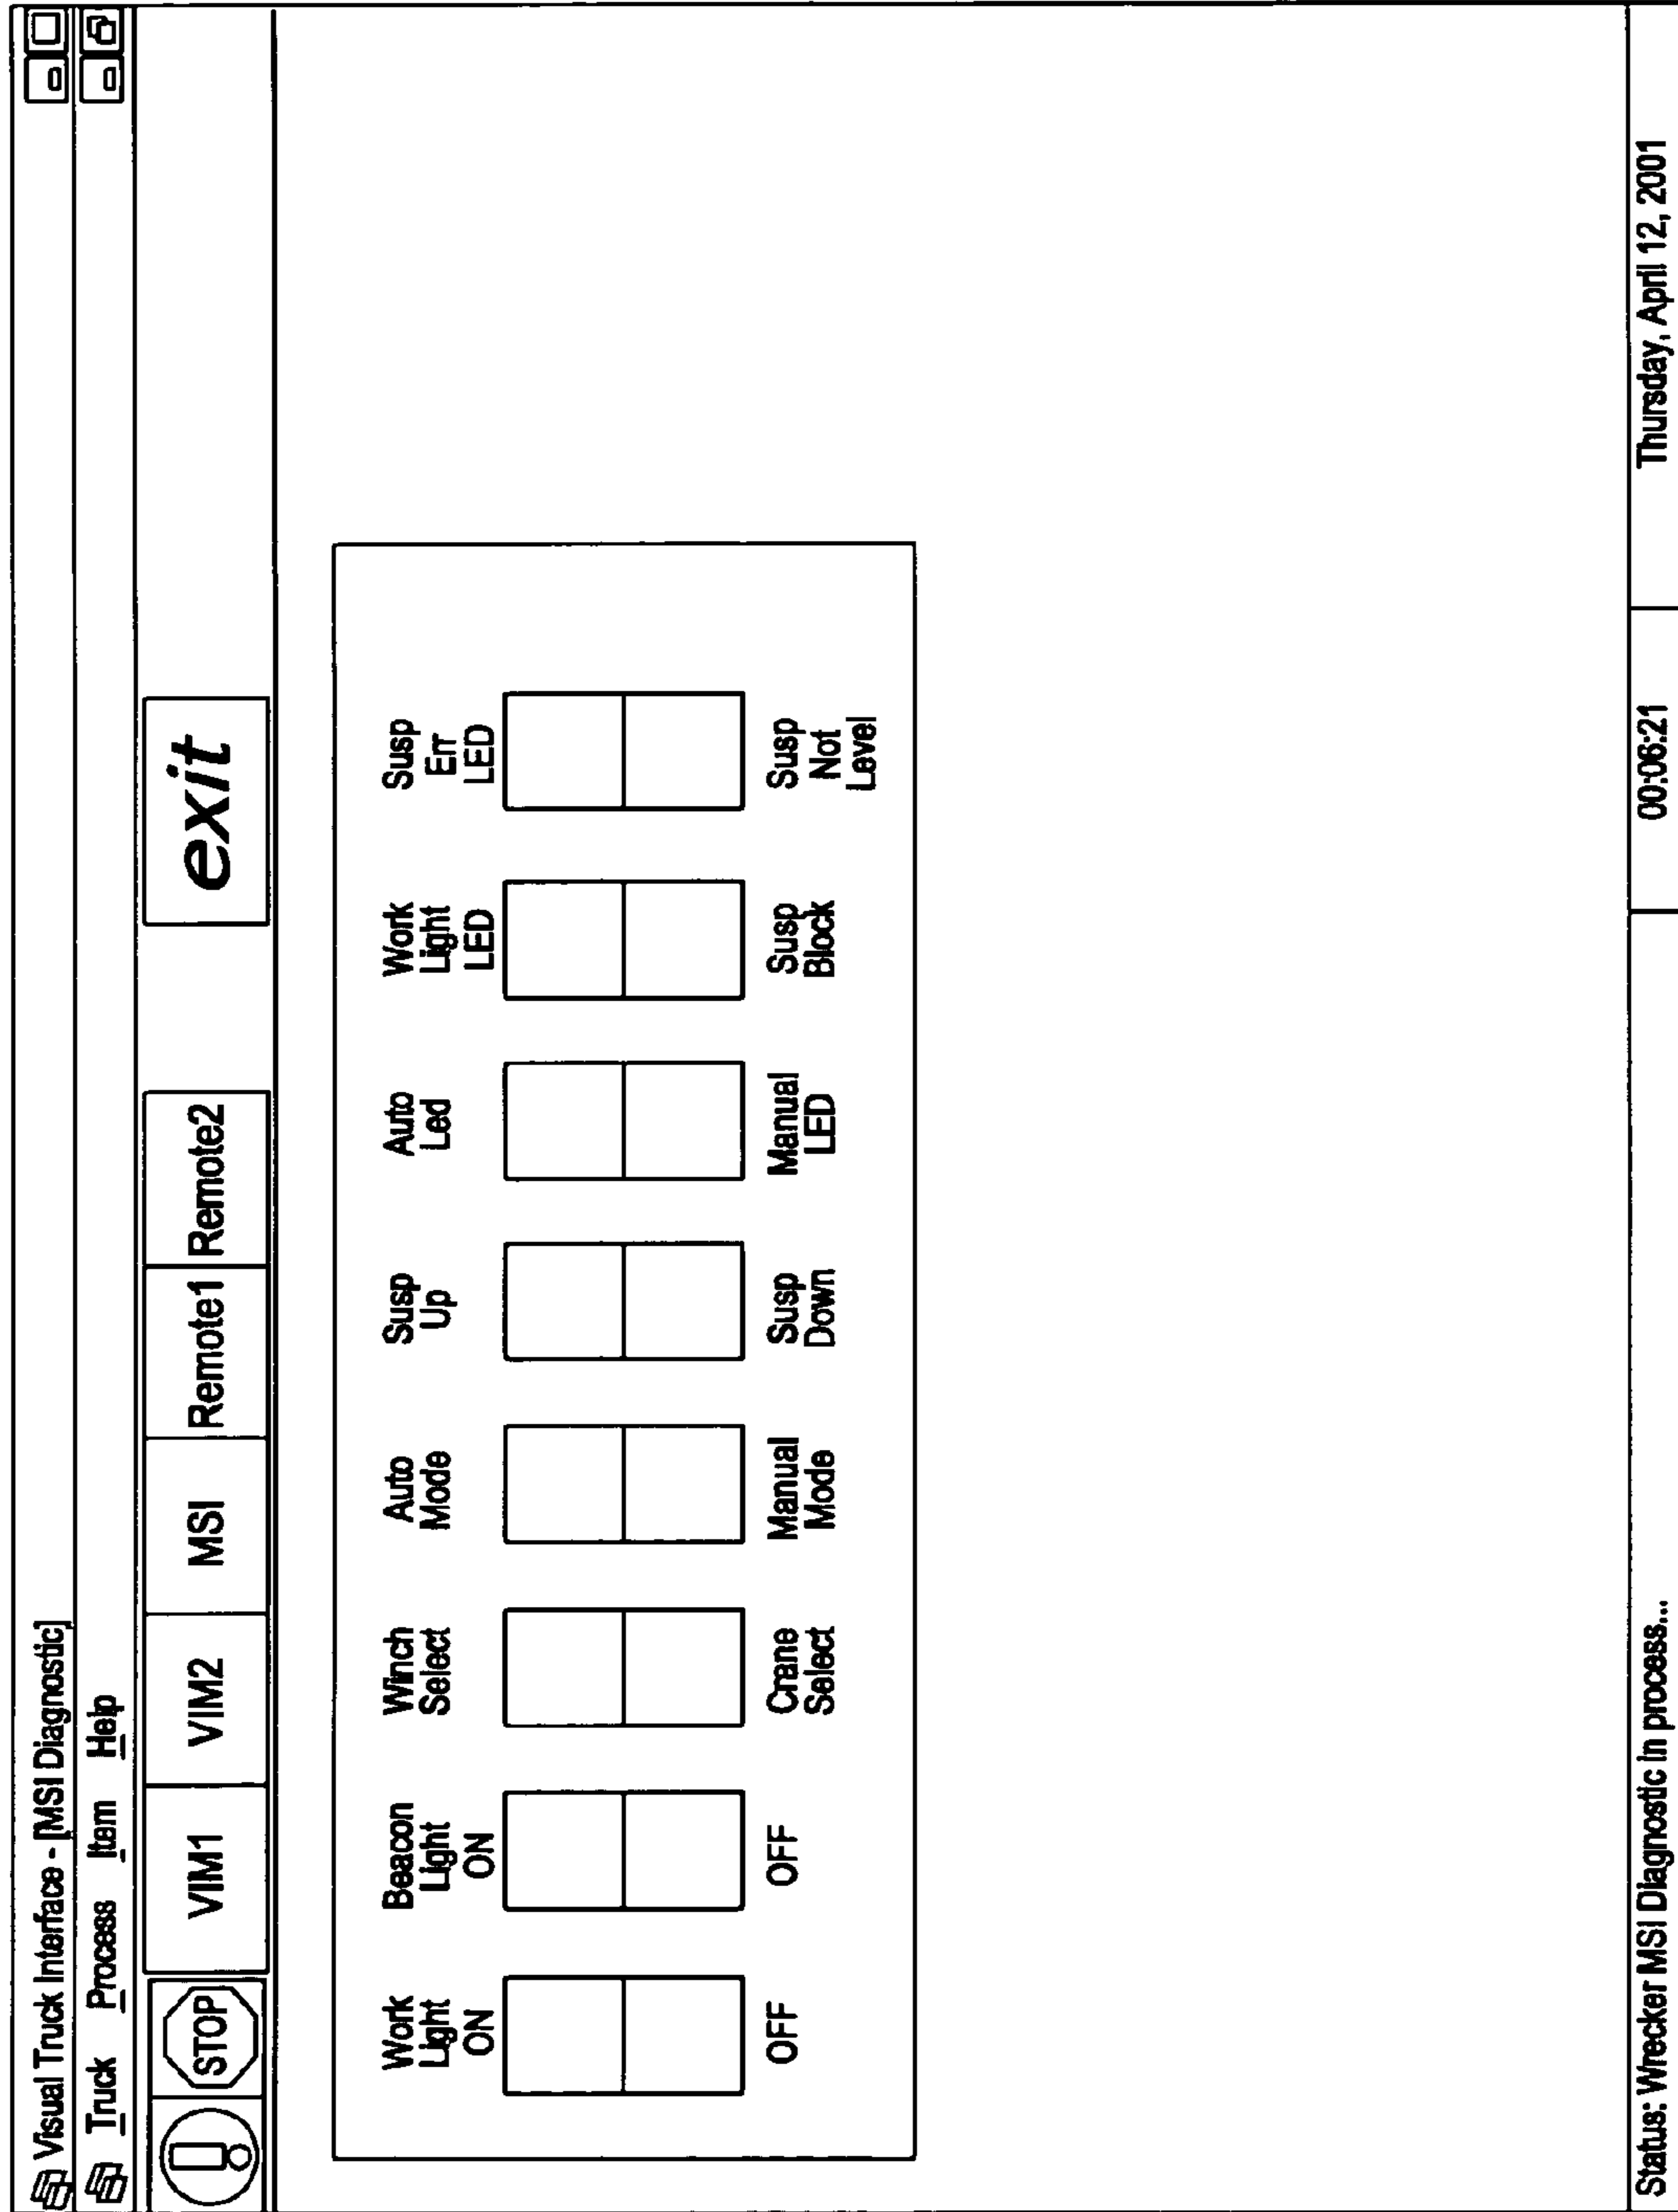 Visual Truck Interface - [MSI Diagnostic]
Truck Process Item Help
STOP VIM1 VIM2 MSI Remote1 Remote2 exit
Work Light ON
Beacon Light ON
Winch Select
Auto Mode
Susp Up
Auto Led
Work Light LED
Susp Err LED
OFF
OFF
Crane Select
Manual Mode
Susp Down
Manual LED
Susp Block
Susp Not Level
Status: Wrecker MSI Diagnostic in process... 00:06:21 Thursday, April 12, 2001